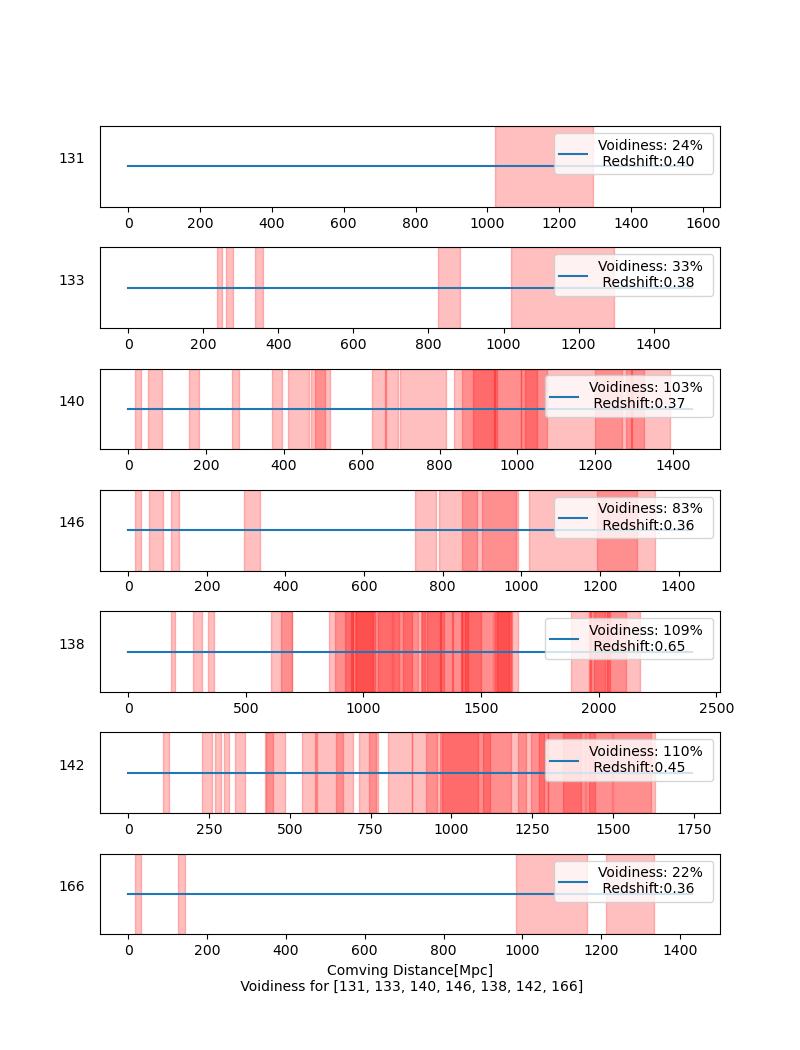 Voidiness: 24%
Redshift:0.40
131
0 200 400 600 800 1000 1200 1400 1600
Voidiness: 33%
Redshift:0.38
133
0 200 400 600 800 1000 1200 1400
Voidiness: 103%
Redshift:0.37
140
0 200 400 600 800 1000 1200 1400
Voidiness: 83%
Redshift:0.36
146
0 200 400 600 800 1000 1200 1400
Voidiness: 109%
Redshift:0.65
138
0 500 1000 1500 2000 2500
Voidiness: 110%
Redshift:0.45
142
0 250 500 750 1000 1250 1500 1750
Voidiness: 22%
Redshift:0.36
166
0 200 400 600 800 1000 1200 1400
Comving Distance[Mpc]
Voidiness for [131, 133, 140, 146, 138, 142, 166]